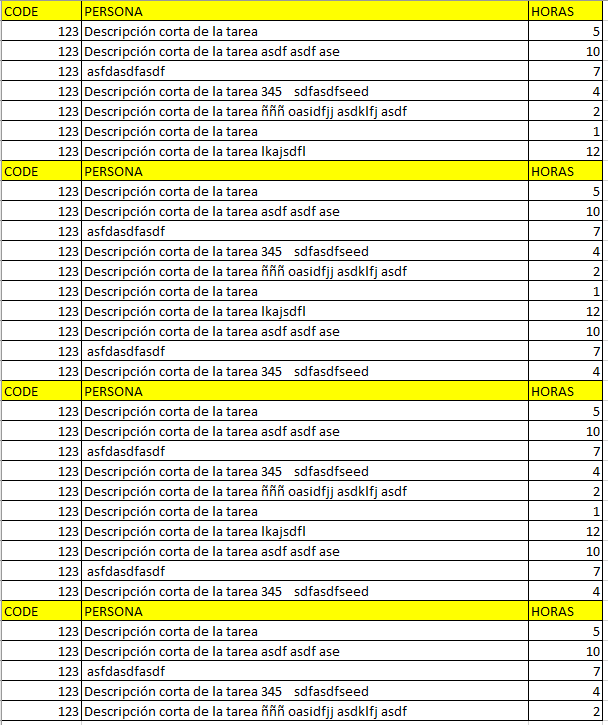 CODE PERSONA HORAS
123 Descripción corta de la tarea 5
123 Descripción corta de la tarea asdf asdf ase 10
123 asfdasdfasdf 7
123 Descripción corta de la tarea 345 sdfasdfseed 4
123 Descripción corta de la tarea ñññ oasidfjj asdklfj asdf 2
123 Descripción corta de la tarea 1
123 Descripción corta de la tarea lkajsdfl 12
CODE PERSONA HORAS
123 Descripción corta de la tarea 5
123 Descripción corta de la tarea asdf asdf ase 10
123 asfdasdfasdf 7
123 Descripción corta de la tarea 345 sdfasdfseed 4
123 Descripción corta de la tarea ñññ oasidfjj asdklfj asdf 2
123 Descripción corta de la tarea 1
123 Descripción corta de la tarea lkajsdfl 12
123 Descripción corta de la tarea asdf asdf ase 10
123 asfdasdfasdf 7
123 Descripción corta de la tarea 345 sdfasdfseed 4
CODE PERSONA HORAS
123 Descripción corta de la tarea 5
123 Descripción corta de la tarea asdf asdf ase 10
123 asfdasdfasdf 7
123 Descripción corta de la tarea 345 sdfasdfseed 4
123 Descripción corta de la tarea ñññ oasidfjj asdklfj asdf 2
123 Descripción corta de la tarea 1
123 Descripción corta de la tarea lkajsdfl 12
123 Descripción corta de la tarea asdf asdf ase 10
123 asfdasdfasdf 7
123 Descripción corta de la tarea 345 sdfasdfseed 4
CODE PERSONA HORAS
123 Descripción corta de la tarea 5
123 Descripción corta de la tarea asdf asdf ase 10
123 asfdasdfasdf 7
123 Descripción corta de la tarea 345 sdfasdfseed 4
123 Descripción corta de la tarea ñññ oasidfjj asdklfj asdf 2